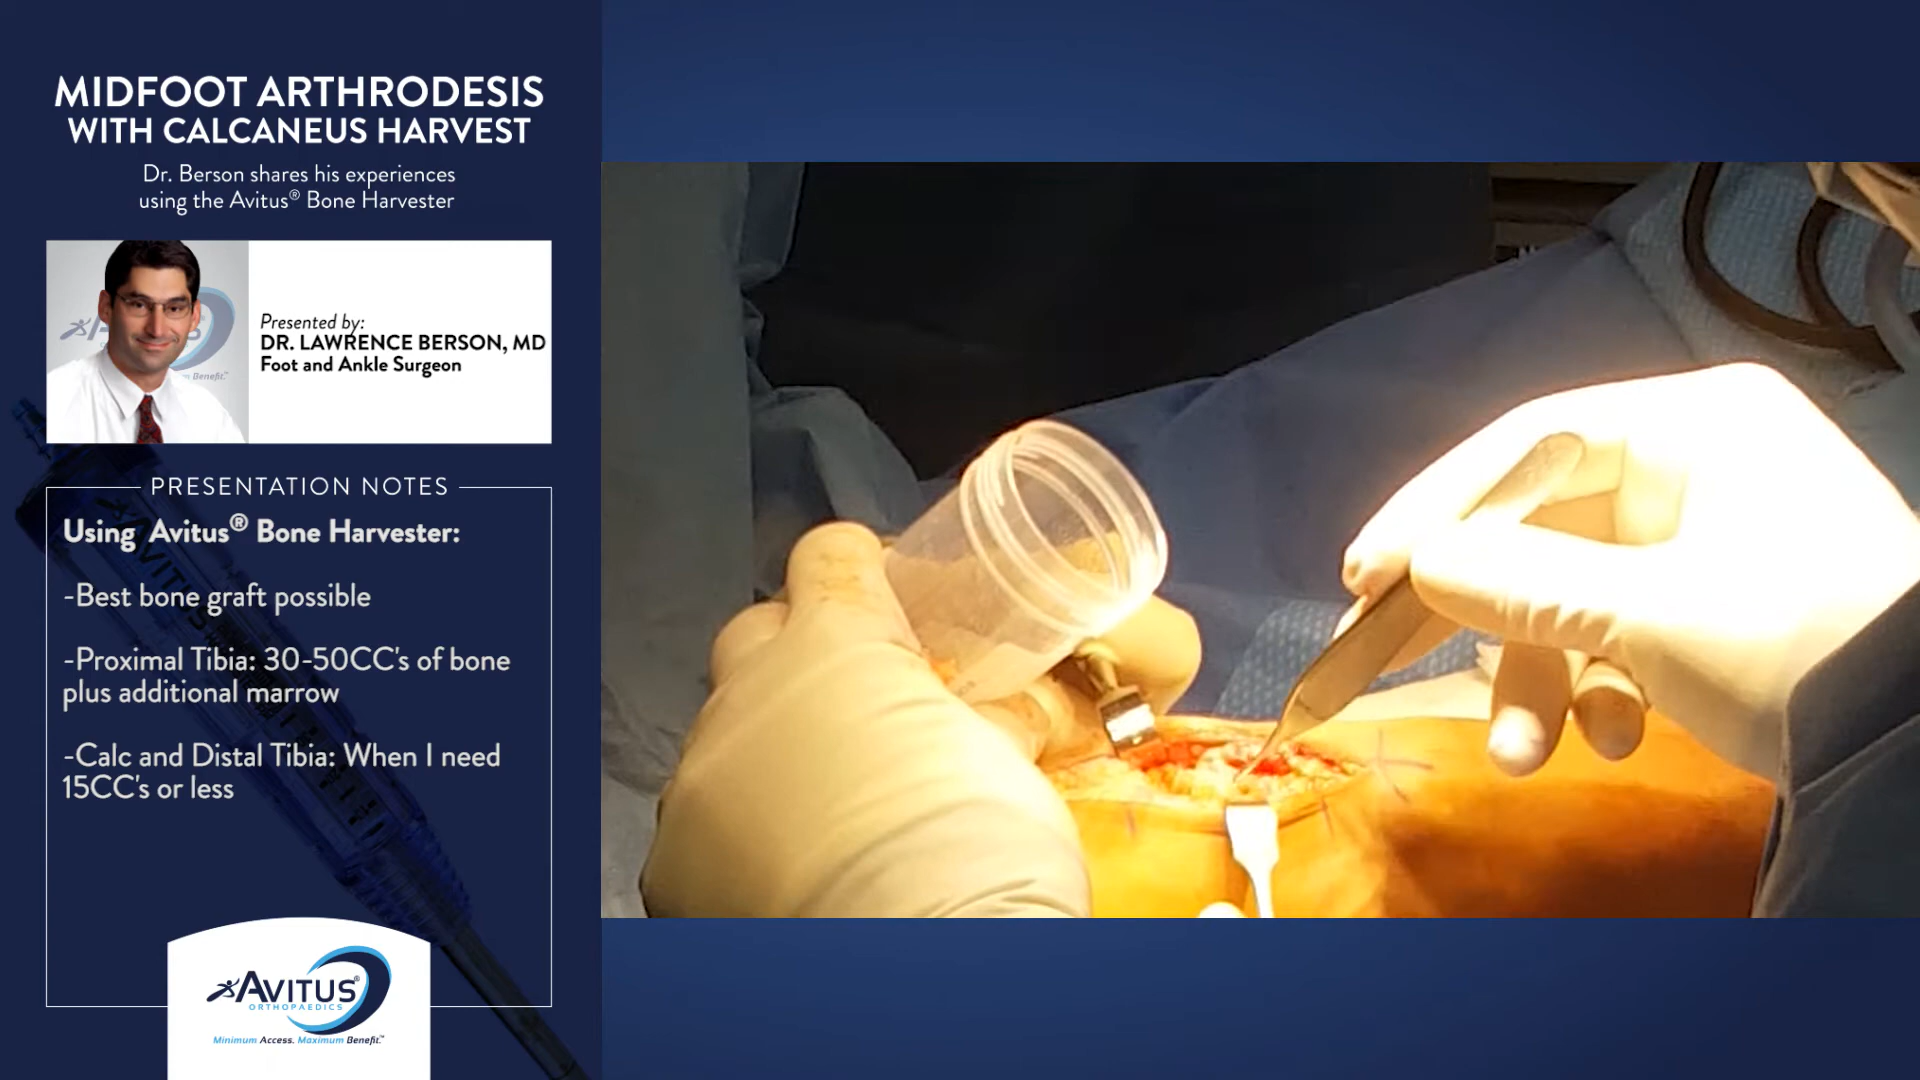 MIDFOOT ARTHRODESIS
WITH CALCANEUS HARVEST
Dr. Berson shares his experiences
using the Avitus® Bone Harvester
Presented by:
DR. LAWRENCE BERSON, MD
Foot and Ankle Surgeon
PRESENTATION NOTES
Using Avitus® Bone Harvester:
-Best bone graft possible
-Proximal Tibia: 30-50CC's of bone
plus additional marrow
-Calc and Distal Tibia: When I need
15CC's or less
AVITUS®
ORTHOPAEDICS
Minimum Access. Maximum Benefit.™